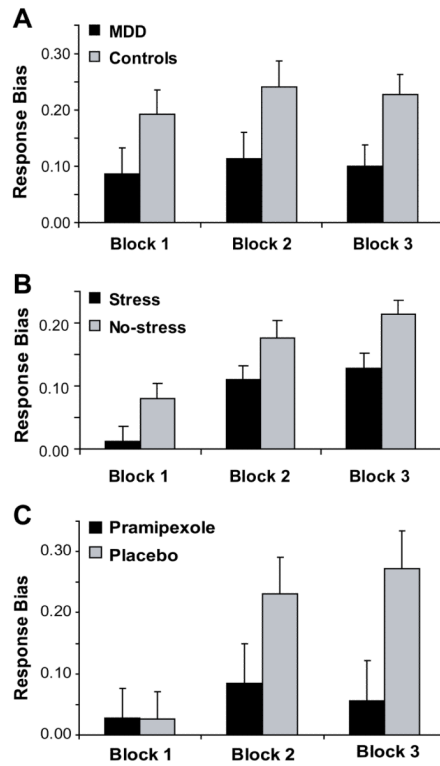 A
MDD
Controls
Response Bias
0.30
0.20
0.10
0.00
Block 1 Block 2 Block 3
B
Stress
No-stress
Response Bias
0.20
0.10
0.00
Block 1 Block 2 Block 3
C
Pramipexole
Placebo
Response Bias
0.30
0.20
0.10
0.00
Block 1 Block 2 Block 3